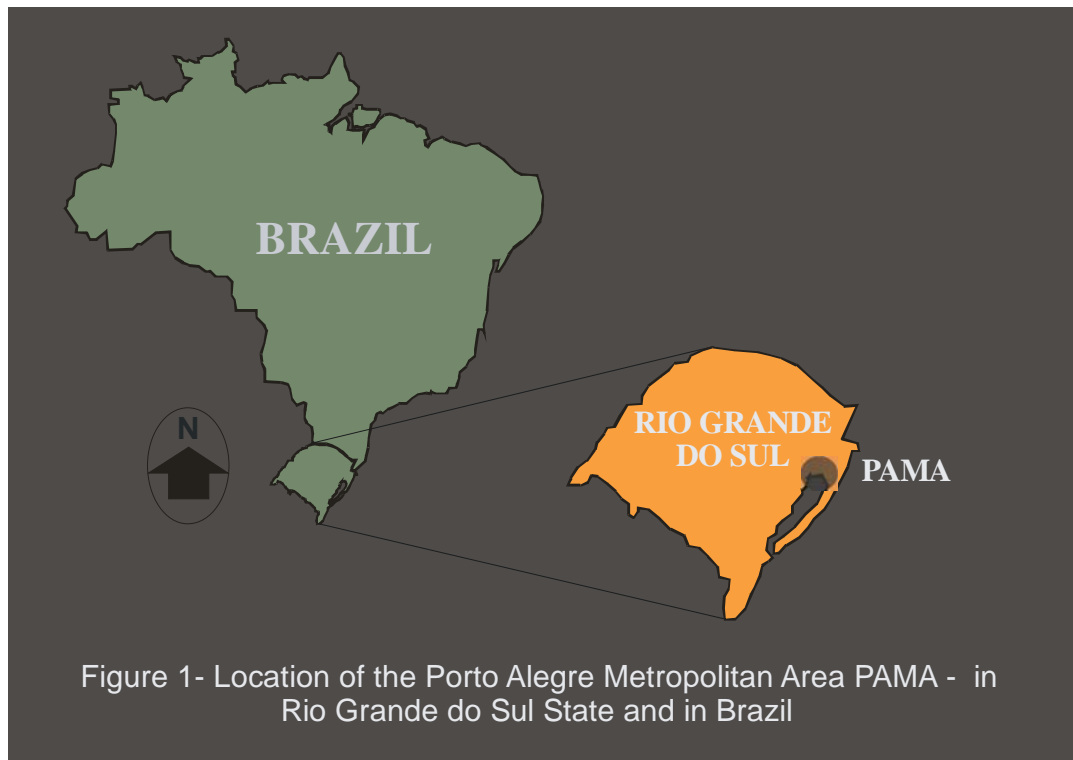 BRAZIL
N
RIO GRANDE
DO SUL
PAMA
Figure 1- Location of the Porto Alegre Metropolitan Area PAMA -  in
Rio Grande do Sul State and in Brazil